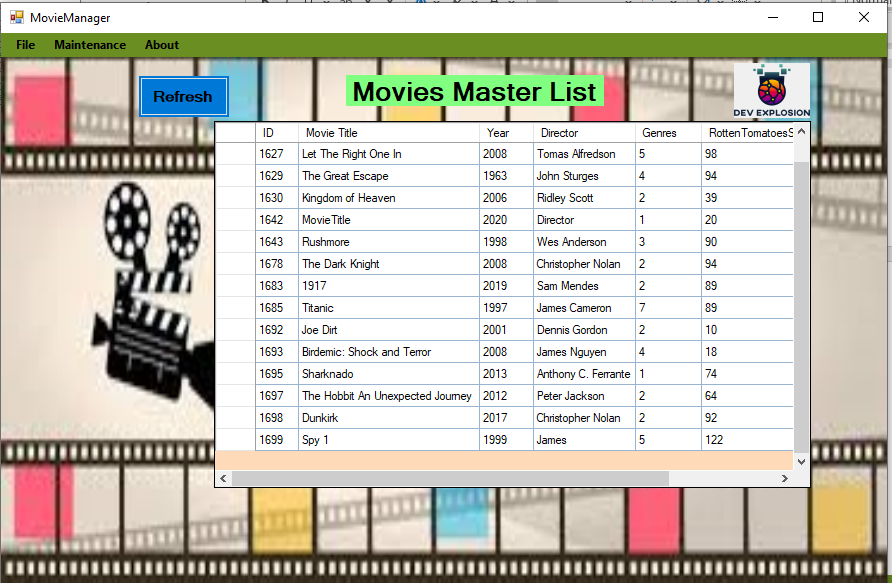 MovieManager
File Maintenance About
Refresh
Movies Master List
DEV EXPLOSION
ID Movie Title Year Director Genres RottenTomatoesS
1627 Let The Right One In 2008 Tomas Alfredson 5 98
1629 The Great Escape 1963 John Sturges 4 94
1630 Kingdom of Heaven 2006 Ridley Scott 2 39
1642 MovieTitle 2020 Director 1 20
1643 Rushmore 1998 Wes Anderson 3 90
1678 The Dark Knight 2008 Christopher Nolan 2 94
1683 1917 2019 Sam Mendes 2 89
1685 Titanic 1997 James Cameron 7 89
1692 Joe Dirt 2001 Dennis Gordon 2 10
1693 Birdemic: Shock and Terror 2008 James Nguyen 4 18
1695 Sharknado 2013 Anthony C. Ferrante 1 74
1697 The Hobbit An Unexpected Journey 2012 Peter Jackson 2 64
1698 Dunkirk 2017 Christopher Nolan 2 92
1699 Spy 1 1999 James 5 122